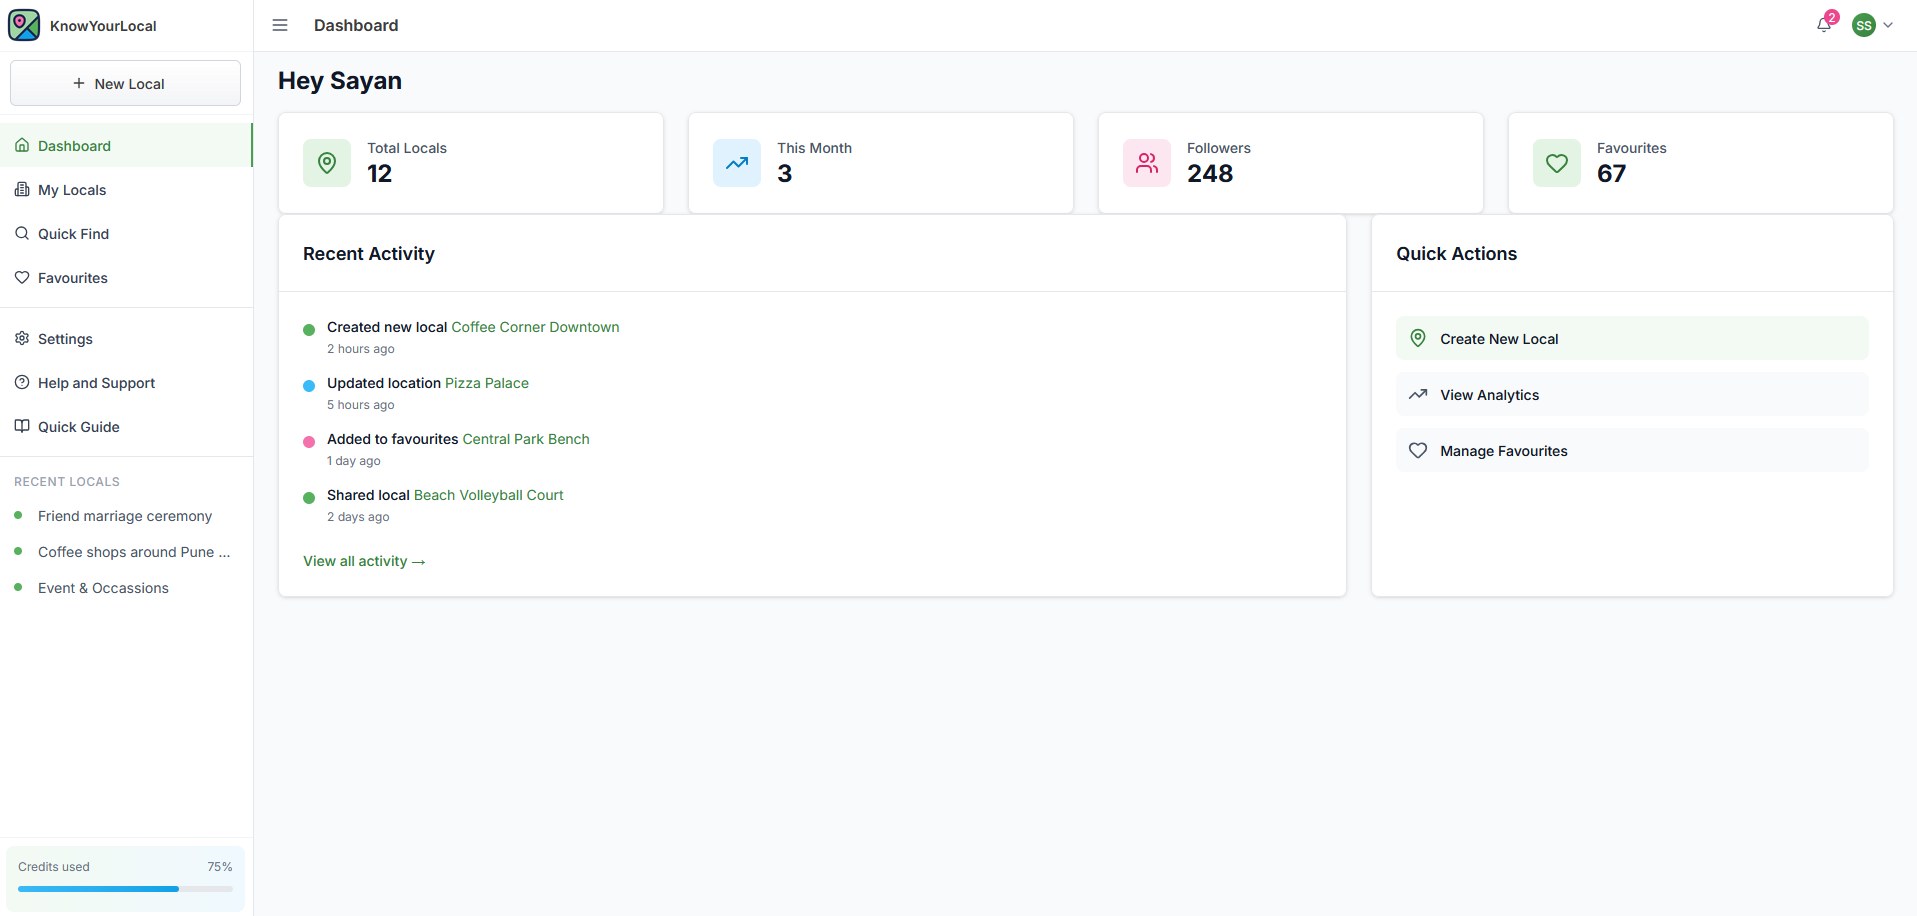 KnowYourLocal
New Local
Dashboard
My Locals
Quick Find
Favourites
Settings
Help and Support
Quick Guide
RECENT LOCALS
Friend marriage ceremony
Coffee shops around Pune ...
Event & Occassions
Credits used 75%
Dashboard
2
SS
Hey Sayan
Total Locals
12
This Month
3
Followers
248
Favourites
67
Recent Activity
Created new local Coffee Corner Downtown
2 hours ago
Updated location Pizza Palace
5 hours ago
Added to favourites Central Park Bench
1 day ago
Shared local Beach Volleyball Court
2 days ago
View all activity →
Quick Actions
Create New Local
View Analytics
Manage Favourites